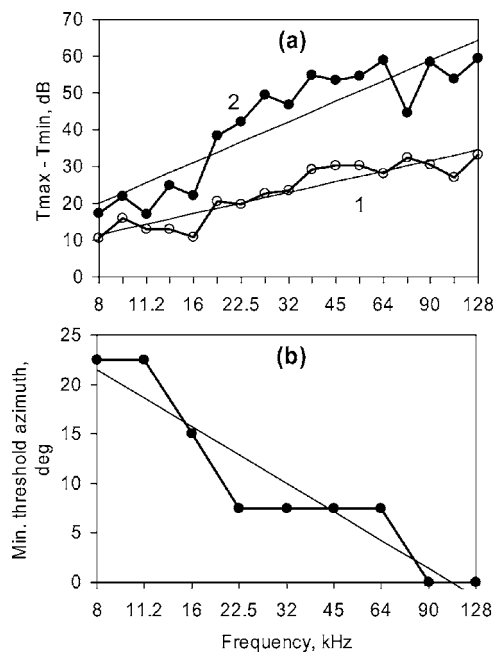 (a)
Tmax - Tmin, dB
70
60
50
40
30
20
10
0
2
1
8 11.2 16 22.5 32 45 64 90 128
(b)
Min. threshold azimuth,
deg
25
20
15
10
5
0
8 11.2 16 22.5 32 45 64 90 128
Frequency, kHz